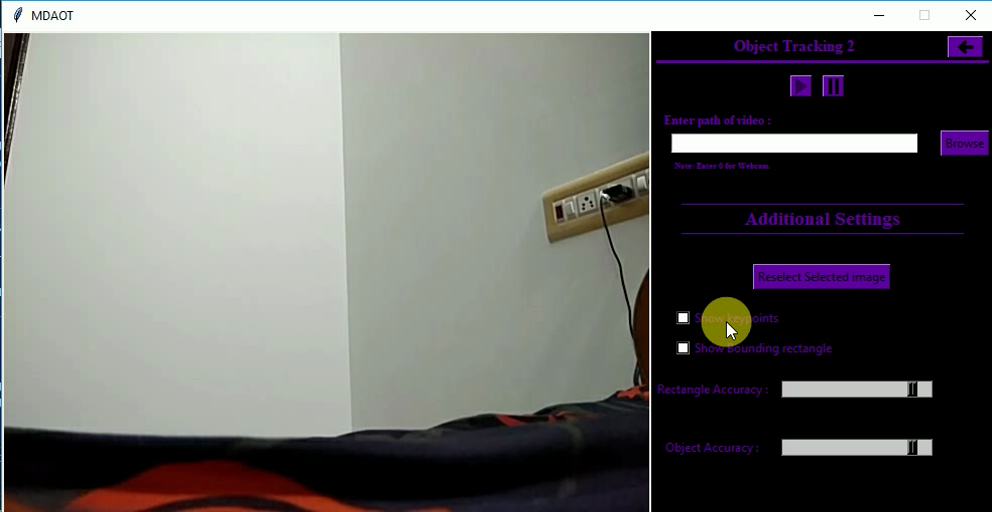 MDAOT
Object Tracking 2
Enter path of video :
Browse
Note: Enter 0 for Webcam
Additional Settings
Reselect Selected image
Show keypoints
Show Bounding rectangle
Rectangle Accuracy :
Object Accuracy :